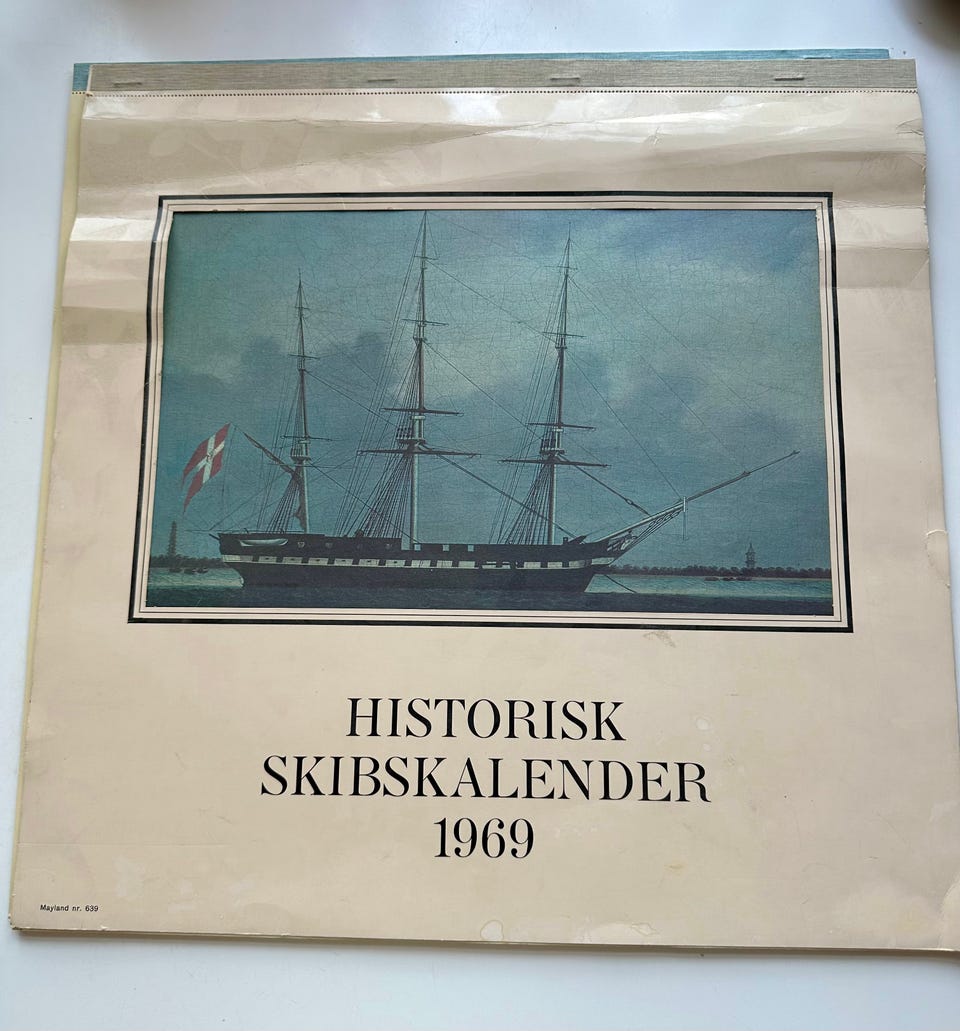 HISTORISK
SKIBSKALENDER
1969
Mayland nr. 639